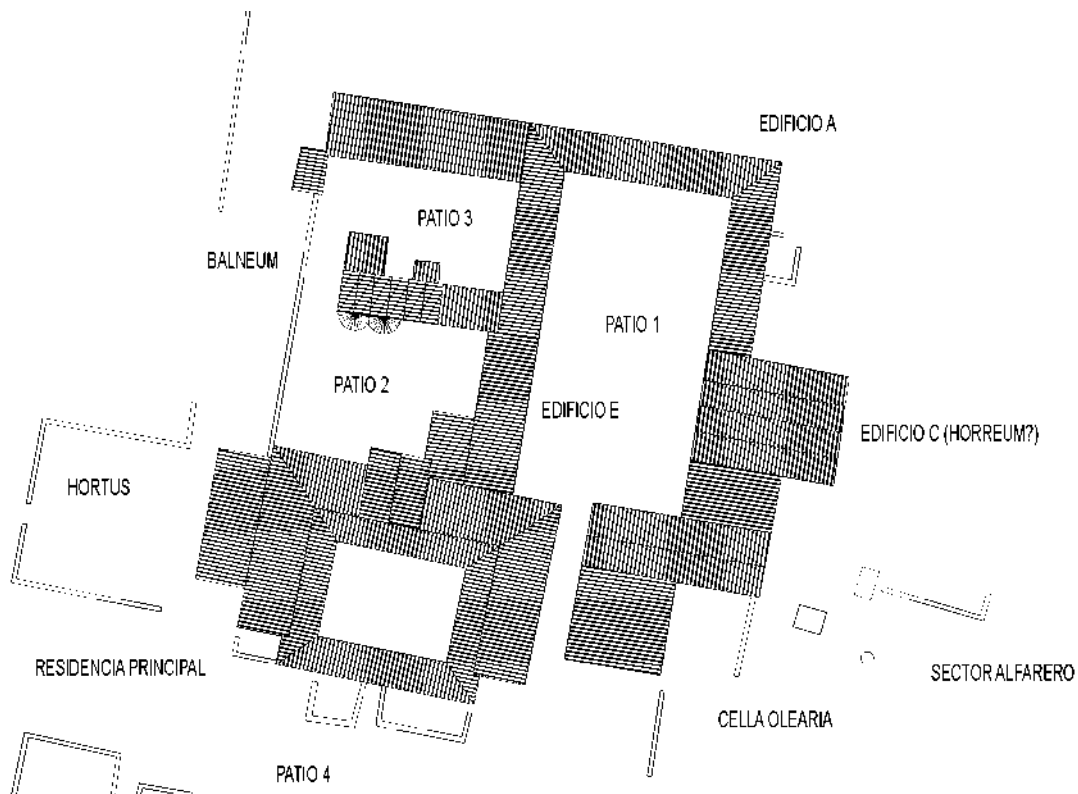 EDIFICIO A
PATIO 3
BALNEUM
PATIO 1
PATIO 2
EDIFICIO E
EDIFICIO C (HORREUM?)
HORTUS
RESIDENCIA PRINCIPAL
SECTOR ALFARERO
CELLA OLEARIA
PATIO 4